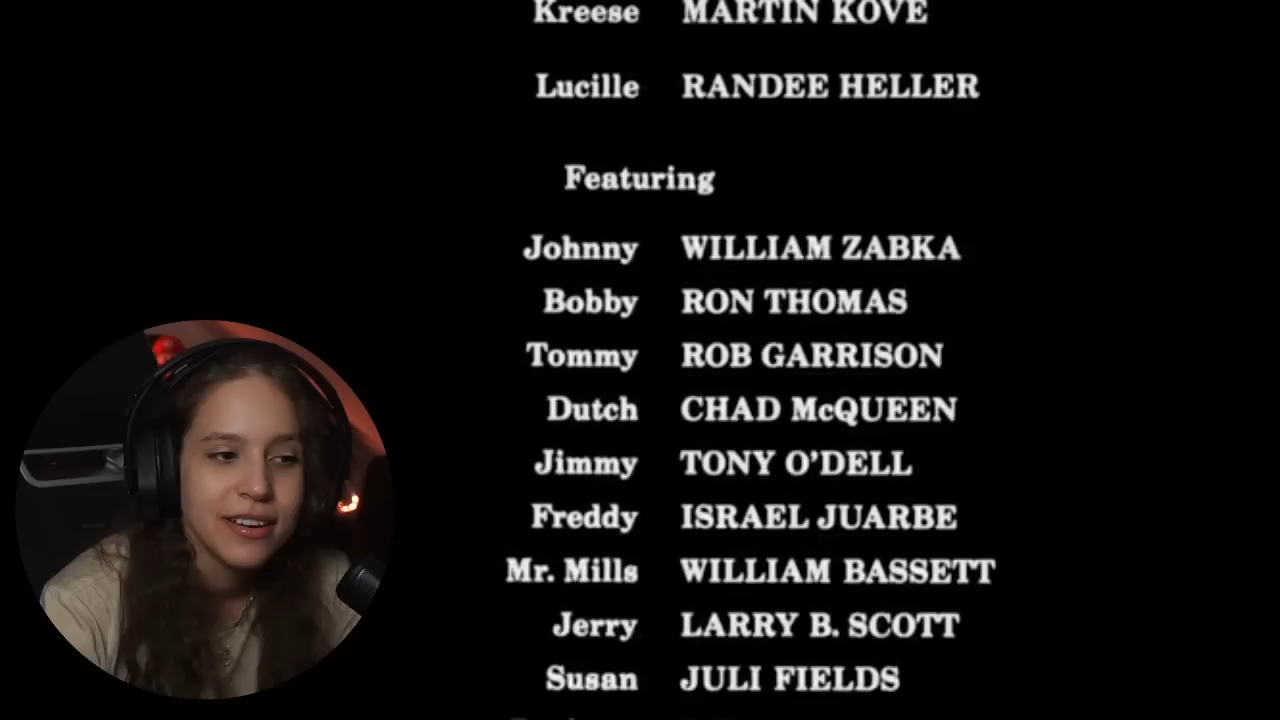 Kreese MARTIN KOVE
Lucille RANDEE HELLER
Featuring
Johnny WILLIAM ZABKA
Bobby RON THOMAS
Tommy ROB GARRISON
Dutch CHAD McQUEEN
Jimmy TONY O'DELL
Freddy ISRAEL JUARBE
Mr. Mills WILLIAM BASSETT
Jerry LARRY B. SCOTT
Susan JULI FIELDS